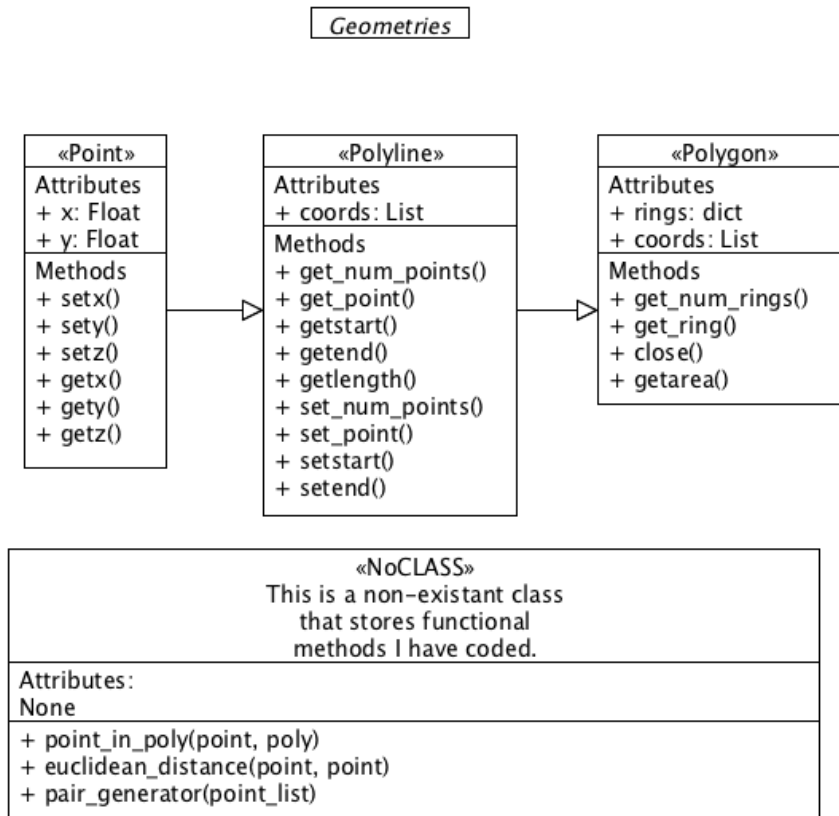 Geometries
«Point»
Attributes
+ x: Float
+ y: Float
Methods
+ setx()
+ sety()
+ setz()
+ getx()
+ gety()
+ getz()
«Polyline»
Attributes
+ coords: List
Methods
+ get_num_points()
+ get_point()
+ getstart()
+ getend()
+ getlength()
+ set_num_points()
+ set_point()
+ setstart()
+ setend()
«Polygon»
Attributes
+ rings: dict
+ coords: List
Methods
+ get_num_rings()
+ get_ring()
+ close()
+ getarea()
«NoCLASS»
This is a non-existant class
that stores functional
methods I have coded.
Attributes:
None
+ point_in_poly(point, poly)
+ euclidean_distance(point, point)
+ pair_generator(point_list)